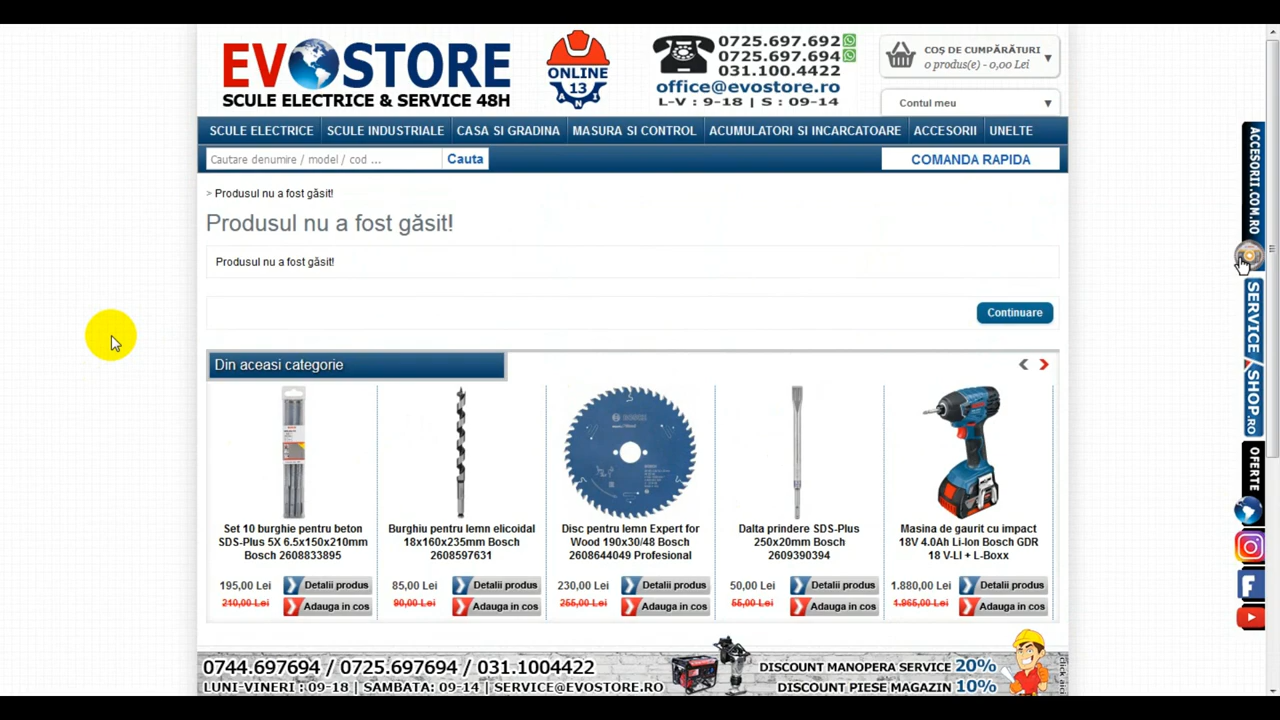 EVOSTORE
SCULE ELECTRICE & SERVICE 48H
ONLINE
13
ANI
0725.697.692
0725.697.694
031.100.4422
office@evostore.ro
L-V : 9-18 | S : 09-14
COȘ DE CUMPĂRĂTURI
0 produs(e) - 0,00 Lei
Contul meu
SCULE ELECTRICE
SCULE INDUSTRIALE
CASA SI GRADINA
MASURA SI CONTROL
ACUMULATORI SI INCARCATOARE
ACCESORII
UNELTE
Cautare denumire / model / cod ...
Cauta
COMANDA RAPIDA
> Produsul nu a fost găsit!
Produsul nu a fost găsit!
Produsul nu a fost găsit!
Continuare
Din aceasi categorie
Set 10 burghie pentru beton
SDS-Plus 5X 6.5x150x210mm
Bosch 2608833895
195,00 Lei
Detalii produs
210,00 Lei
Adauga in cos
Burghiu pentru lemn elicoidal
18x160x235mm Bosch
2608597631
85,00 Lei
Detalii produs
90,00 Lei
Adauga in cos
BOSCH
Disc pentru lemn Expert for
Wood 190x30/48 Bosch
2608644049 Profesional
230,00 Lei
Detalii produs
255,00 Lei
Adauga in cos
Dalta prindere SDS-Plus
250x20mm Bosch
2609390394
50,00 Lei
Detalii produs
55,00 Lei
Adauga in cos
Masina de gaurit cu impact
18V 4.0Ah Li-Ion Bosch GDR
18 V-LI + L-Boxx
1.880,00 Lei
Detalii produs
1.965,00 Lei
Adauga in cos
0744.697694 / 0725.697694 / 031.1004422
LUNI-VINERI : 09-18 | SAMBATA: 09-14 | SERVICE@EVOSTORE.RO
DISCOUNT MANOPERA SERVICE 20%
DISCOUNT PIESE MAGAZIN 10%
click aici
ACCESORII.COM.RO
SERVICE SHOP.RO
OFERTE